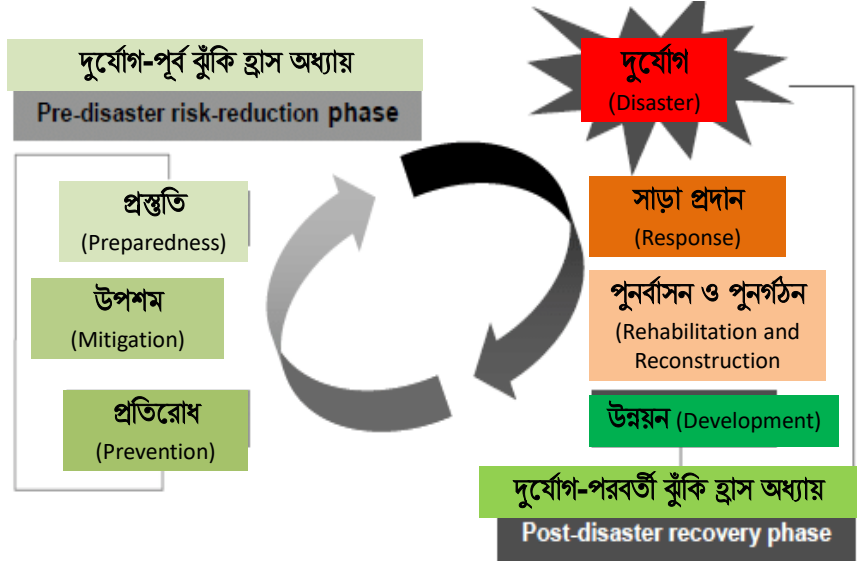 দুর্যোগ-পূর্ব ঝুঁকি হ্রাস অধ্যায়
Pre-disaster risk-reduction phase
প্রস্তুতি
(Preparedness)
উপশম
(Mitigation)
প্রতিরোধ
(Prevention)
দুর্যোগ
(Disaster)
সাড়া প্রদান
(Response)
পুনর্বাসন ও পুনর্গঠন
(Rehabilitation and
Reconstruction
উন্নয়ন (Development)
দুর্যোগ-পরবর্তী ঝুঁকি হ্রাস অধ্যায়
Post-disaster recovery phase